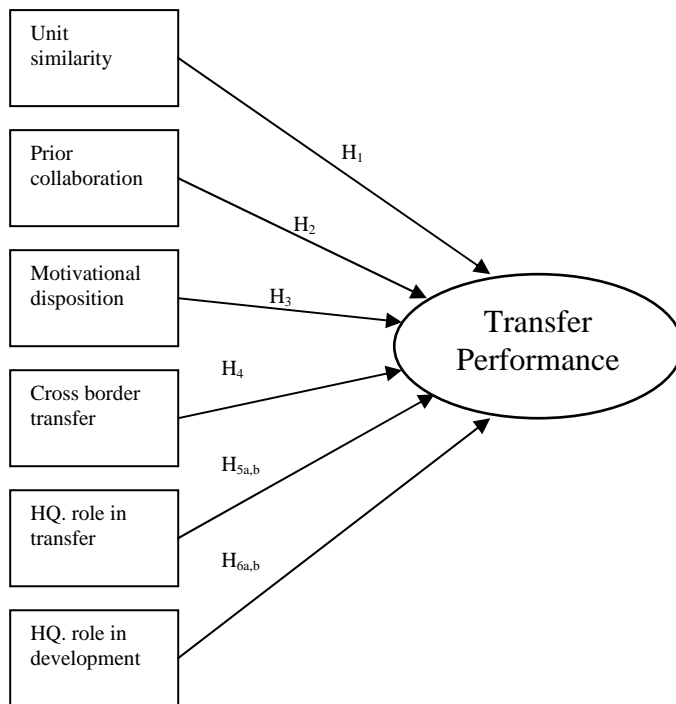 Unit
similarity
H1
Prior
collaboration
H2
Motivational
disposition
H3
Transfer
Performance
Cross border
transfer
H4
HQ. role in
transfer
H5a,b
HQ. role in
development
H6a,b